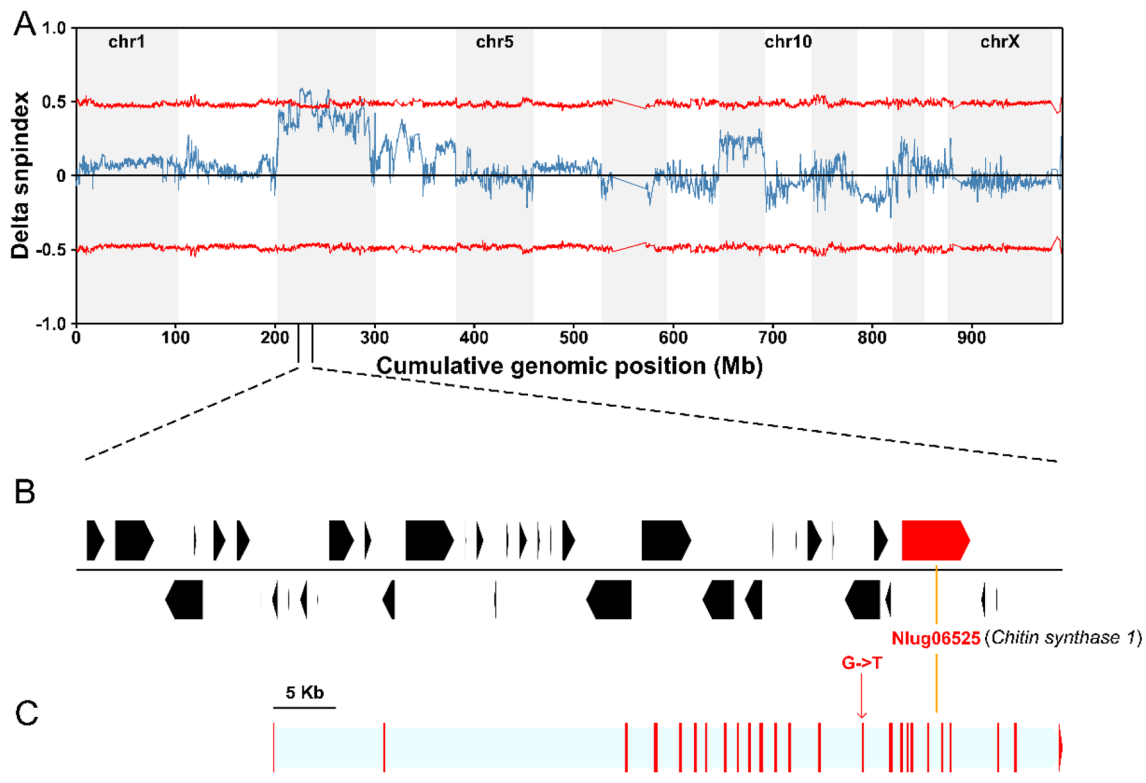 A
1.0
chr1
chr5
chr10
chrX
0.5
0
-0.5
-1.0
Delta snpindex
0 100 200 300 400 500 600 700 800 900
Cumulative genomic position (Mb)
B
Nlug06525 (Chitin synthase 1)
G->T
5 Kb
C